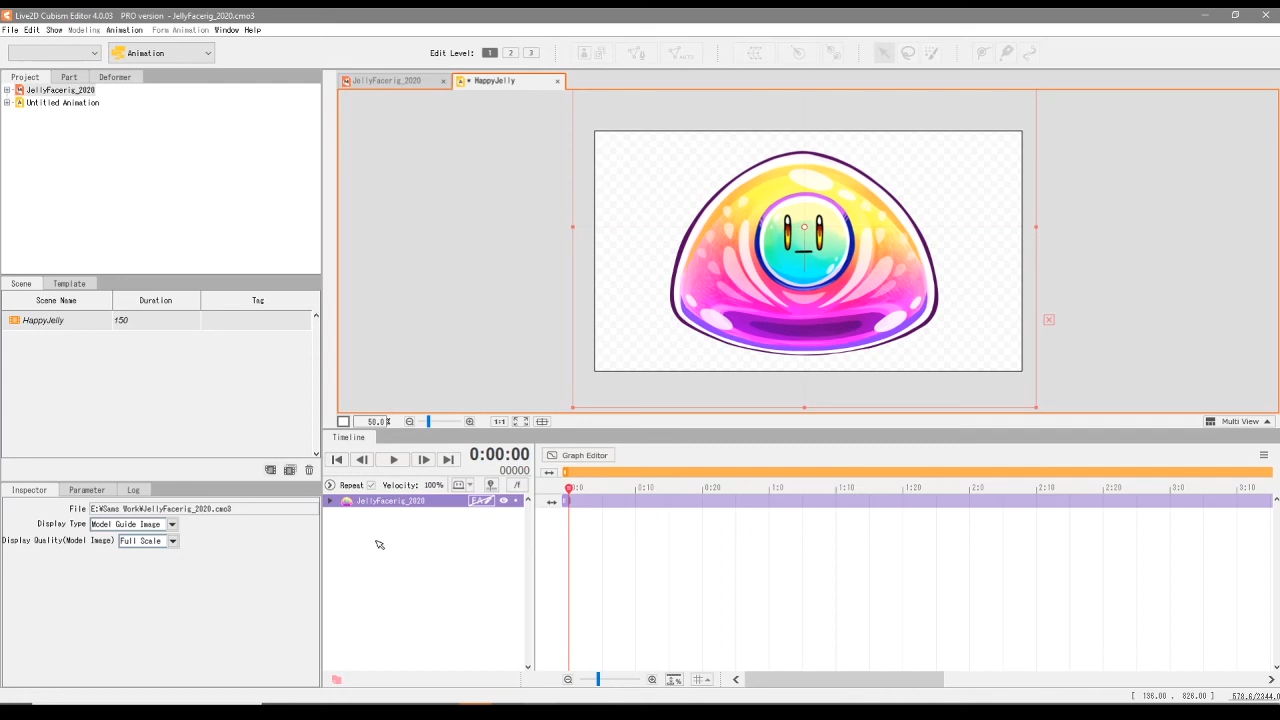 Live2D Cubism Editor 4.0.03 PRO version - JellyFacerig_2020.cmo3
File Edit Show Modeling Animation Form Animation Window Help
Animation
Edit Level: 1 2 3
AUTO
Project Part Deformer
JellyFacerig_2020
Untitled Animation
JellyFacerig_2020
* HappyJelly
Scene Template
Scene Name Duration Tag
HappyJelly 150
50.0%
1:1
Multi View
Timeline
0:00:00
00000
Graph Editor
Repeat Velocity: 100%
0:0 0:10 0:20 1:0 1:10 1:20 2:0 2:10 2:20 3:0 3:10
JellyFacerig_2020
Inspector Parameter Log
File E:¥Sams Work¥JellyFacerig_2020.cmo3
Display Type Model Guide Image
Display Quality(Model Image) Full Scale
[ 136.00, 826.00 ]